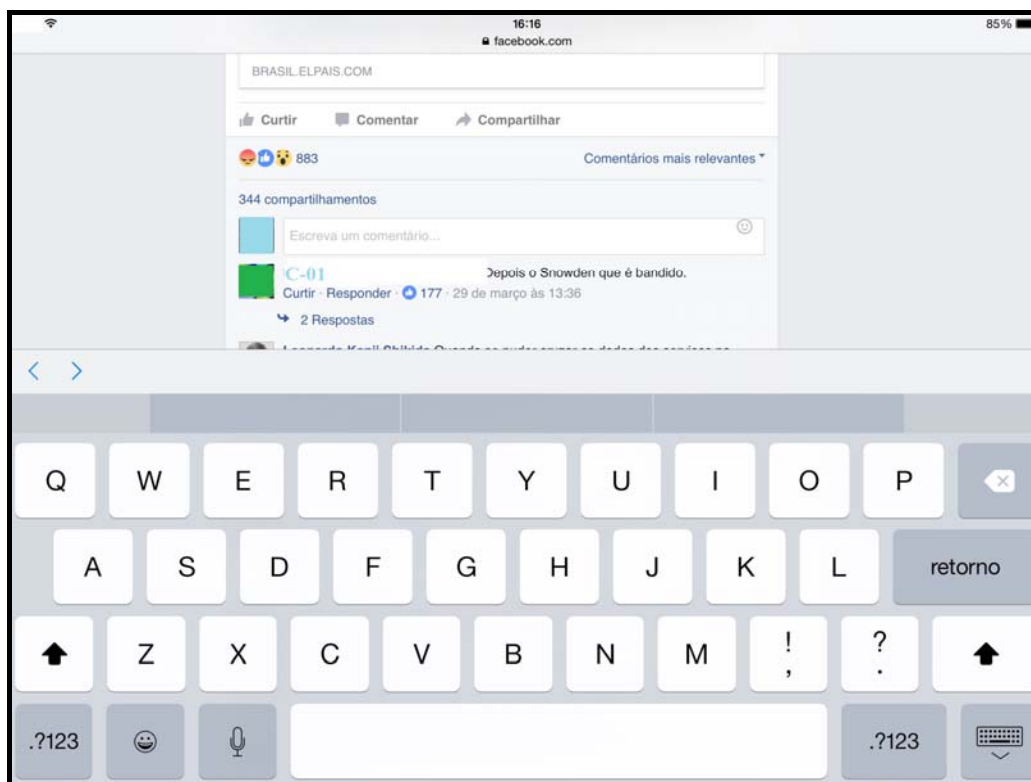 16:16
85%
facebook.com
BRASIL.ELPAIS.COM
Curtir Comentar Compartilhar
883 Comentários mais relevantes
344 compartilhamentos
Escreva um comentário...
C-01 Depois o Snowden que é bandido.
Curtir · Responder · 177 · 29 de março às 13:36
2 Respostas
Q W E R T Y U I O P
A S D F G H J K L retorno
Z X C V B N M ! , ? .
.?123 .?123